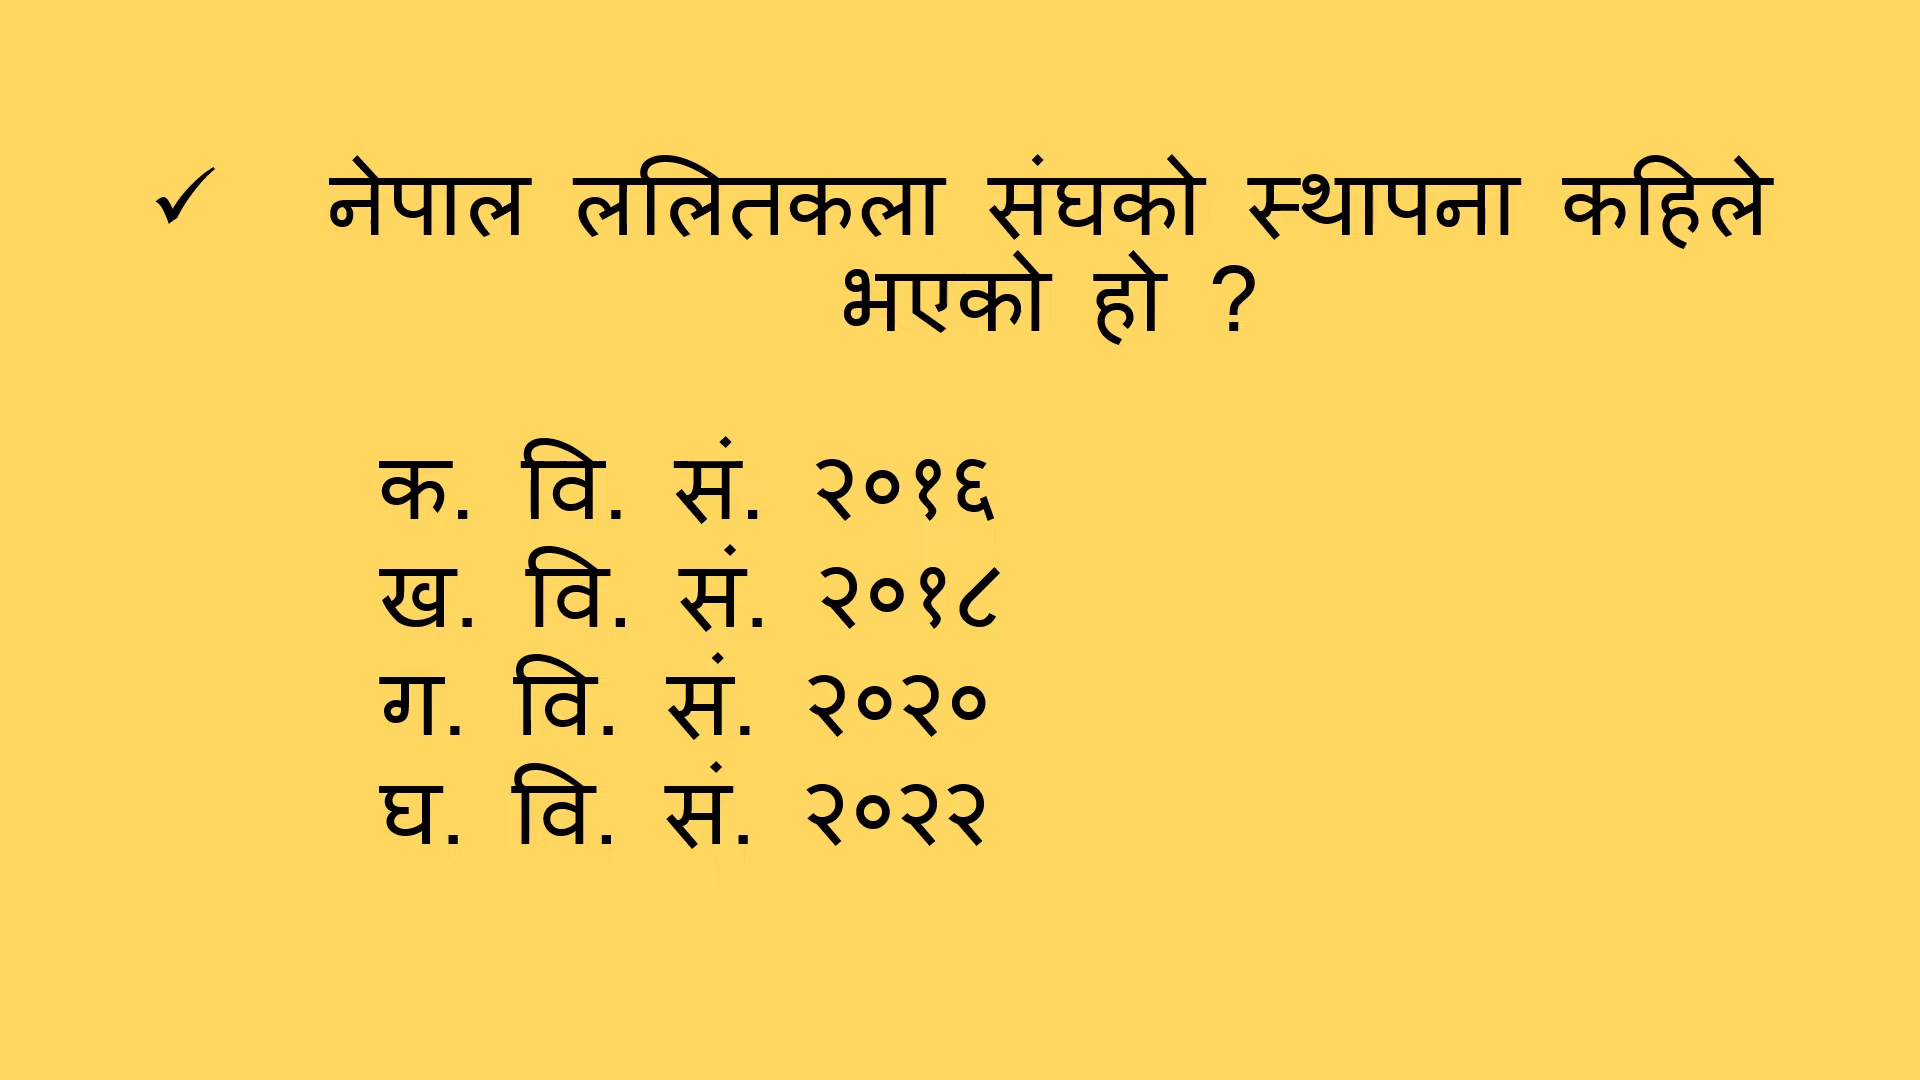 ✓ नेपाल ललितकला संघको स्थापना कहिले
भएको हो ?
क. वि. सं. २०१६
ख. वि. सं. २०१८
ग. वि. सं. २०२०
घ. वि. सं. २०२२